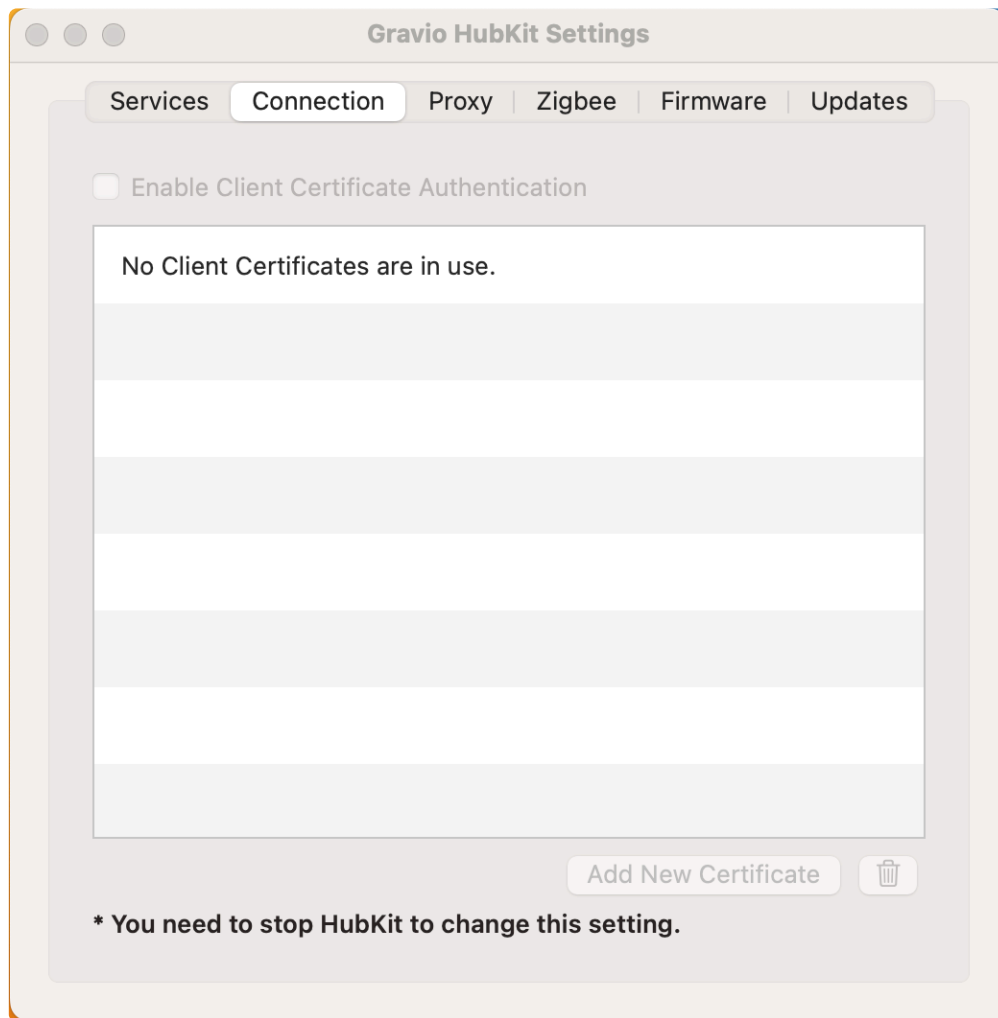 Gravio HubKit Settings
Services Connection Proxy Zigbee Firmware Updates
Enable Client Certificate Authentication
No Client Certificates are in use.
Add New Certificate
* You need to stop HubKit to change this setting.